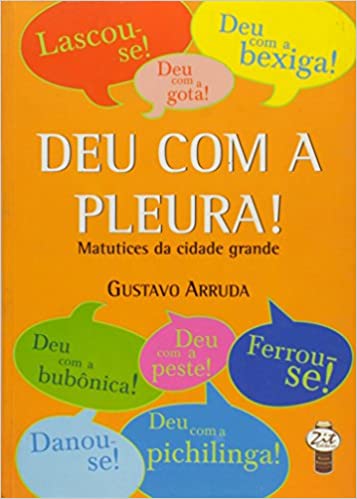 Lascou-
se!
Deu
com a
bexiga!
Deu
com a
gota!
DEU COM A
PLEURA!
Matutices da cidade grande
GUSTAVO ARRUDA
Deu
com a
bubônica!
Deu
com a
peste!
Ferrou-
se!
Danou-
se!
Deu
com a
pichilinga!
Zit